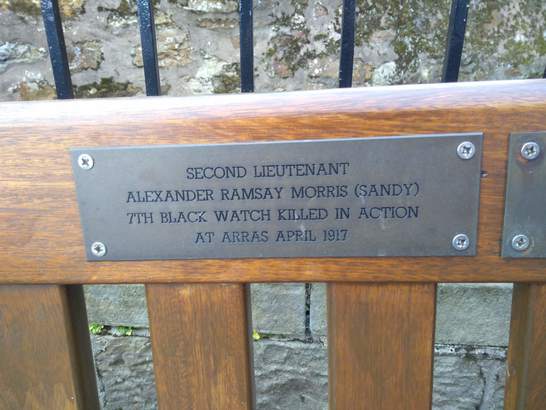 SECOND LIEUTENANT
ALEXANDER RAMSAY MORRIS (SANDY)
7TH BLACK WATCH KILLED IN ACTION
AT ARRAS APRIL 1917